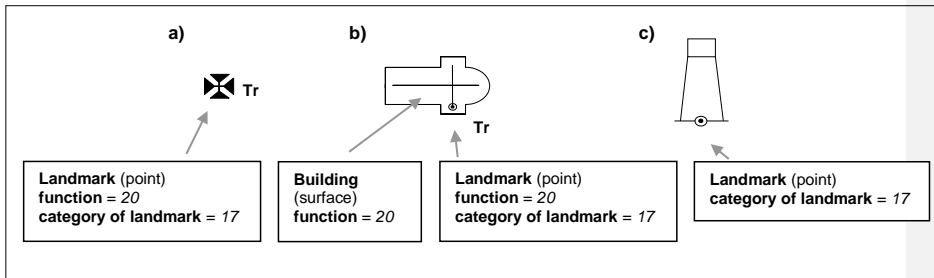 a)
b)
c)
Tr
Tr
Landmark (point)
function = 20
category of landmark = 17
Building
(surface)
function = 20
Landmark (point)
function = 20
category of landmark = 17
Landmark (point)
category of landmark = 17